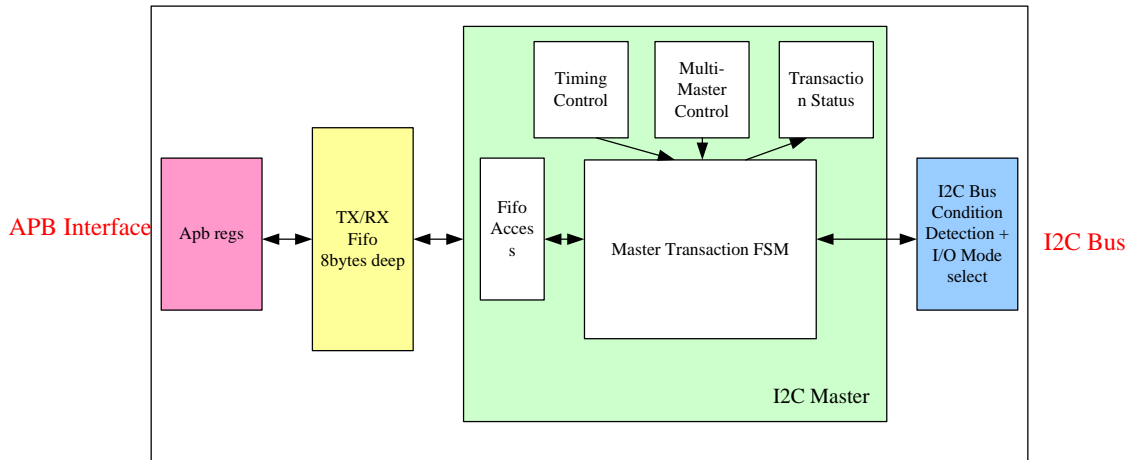 APB Interface
Apb regs
TX/RX
Fifo
8bytes deep
Timing
Control
Multi-
Master
Control
Transactio
n Status
Fifo
Acces
s
Master Transaction FSM
I2C Master
I2C Bus
Condition
Detection +
I/O Mode
select
I2C Bus